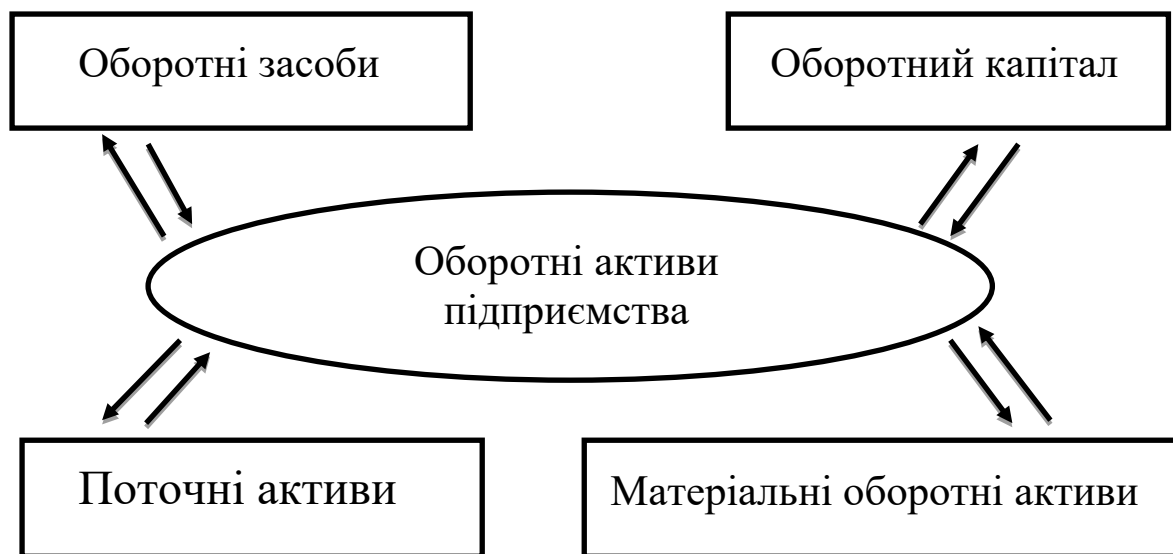 Оборотні засоби
Оборотний капітал
Оборотні активи
підприємства
Поточні активи
Матеріальні оборотні активи